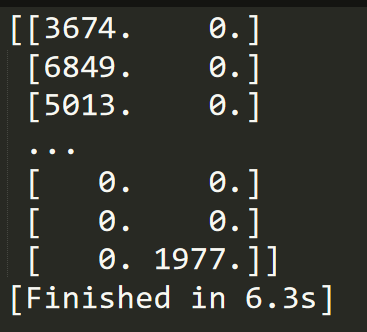 [[3674.    0.]
 [6849.    0.]
 [5013.    0.]
 ...
 [   0.    0.]
 [   0.    0.]
 [   0. 1977.]]
[Finished in 6.3s]